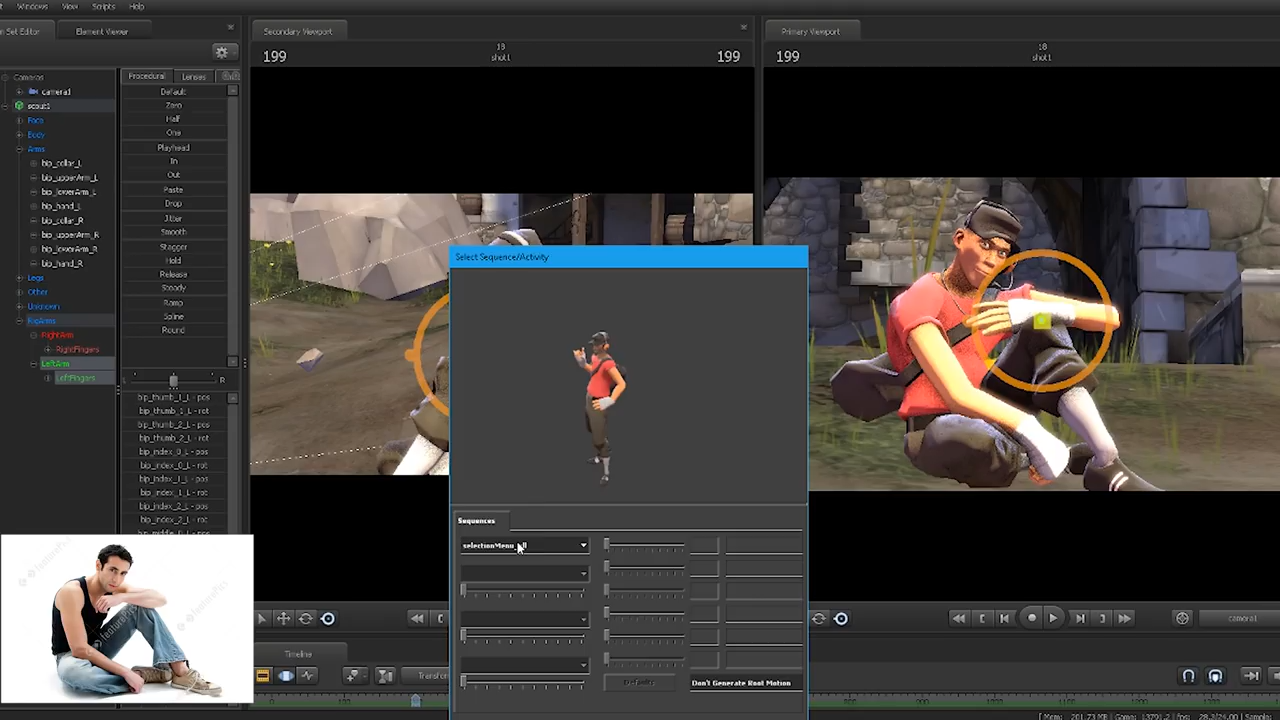 Windows View Scripts Help
Set Editor Element Viewer
Secondary Viewport
Primary Viewport
199 18 199
shot1
199 18
shot1
Cameras
camera1
scout1
Face
Body
Arms
bip_collar_L
bip_upperArm_L
bip_lowerArm_L
bip_hand_L
bip_collar_R
bip_upperArm_R
bip_lowerArm_R
bip_hand_R
Legs
Other
Unknown
RigArms
RightArm
RightFingers
LeftArm
LeftFingers
Procedural Lenses
Default
Zero
Half
One
Playhead
In
Out
Paste
Drop
Jitter
Smooth
Stagger
Hold
Release
Steady
Ramp
Spline
Round
R
bip_thumb_1_L - pos
bip_thumb_1_L - rot
bip_thumb_2_L - pos
bip_thumb_2_L - rot
bip_index_0_L - pos
bip_index_0_L - rot
bip_index_1_L - pos
bip_index_1_L - rot
bip_index_2_L - pos
bip_index_2_L - rot
Select Sequence/Activity
Sequences
Defaults
Don't Generate Root Motion
camera1
Timeline